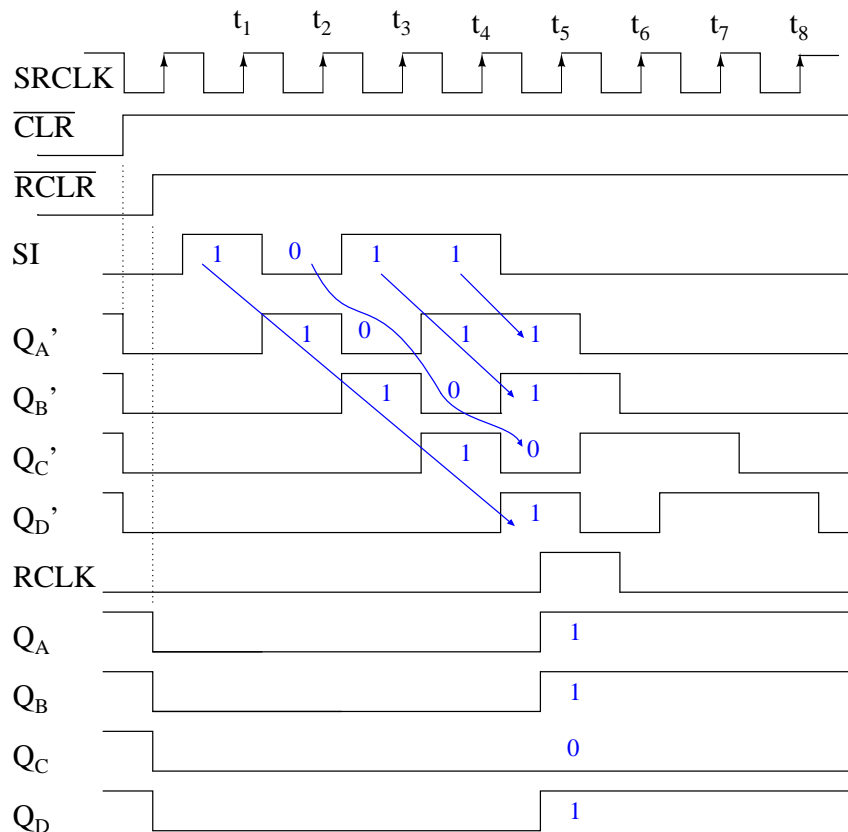 t1 t2 t3 t4 t5 t6 t7 t8
SRCLK
CLR
RCLR
SI 1 0 1 1
QA' 1 0 1 1
QB' 1 0 1
QC' 1 0
QD' 1
RCLK
QA 1
QB 1
QC 0
QD 1